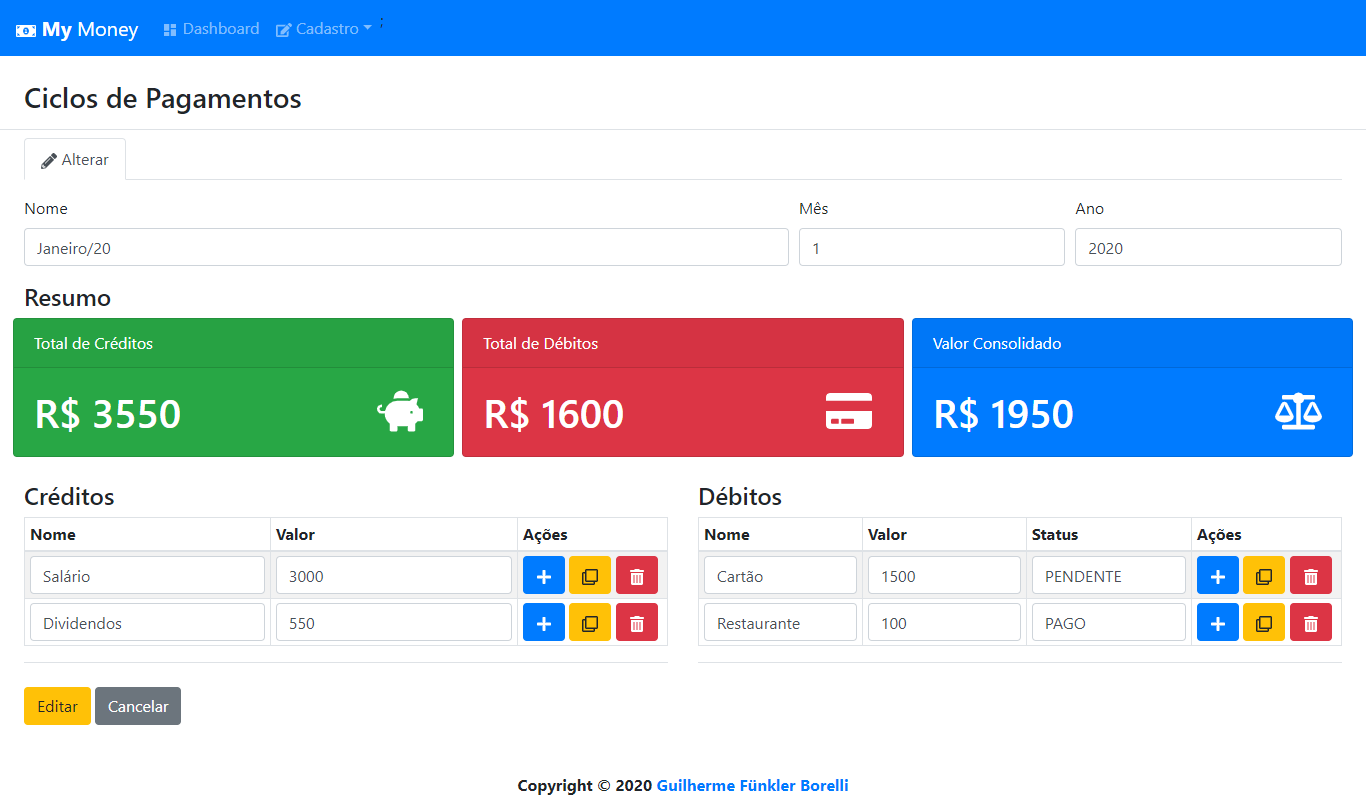 My Money Dashboard Cadastro ;
Ciclos de Pagamentos
Alterar
Nome Mês Ano
Janeiro/20 1 2020
Resumo
Total de Créditos Total de Débitos Valor Consolidado
R$ 3550 R$ 1600 R$ 1950
Créditos Débitos
Nome Valor Ações Nome Valor Status Ações
Salário 3000 Cartão 1500 PENDENTE
Dividendos 550 Restaurante 100 PAGO
Editar Cancelar
Copyright © 2020 Guilherme Fünkler Borelli